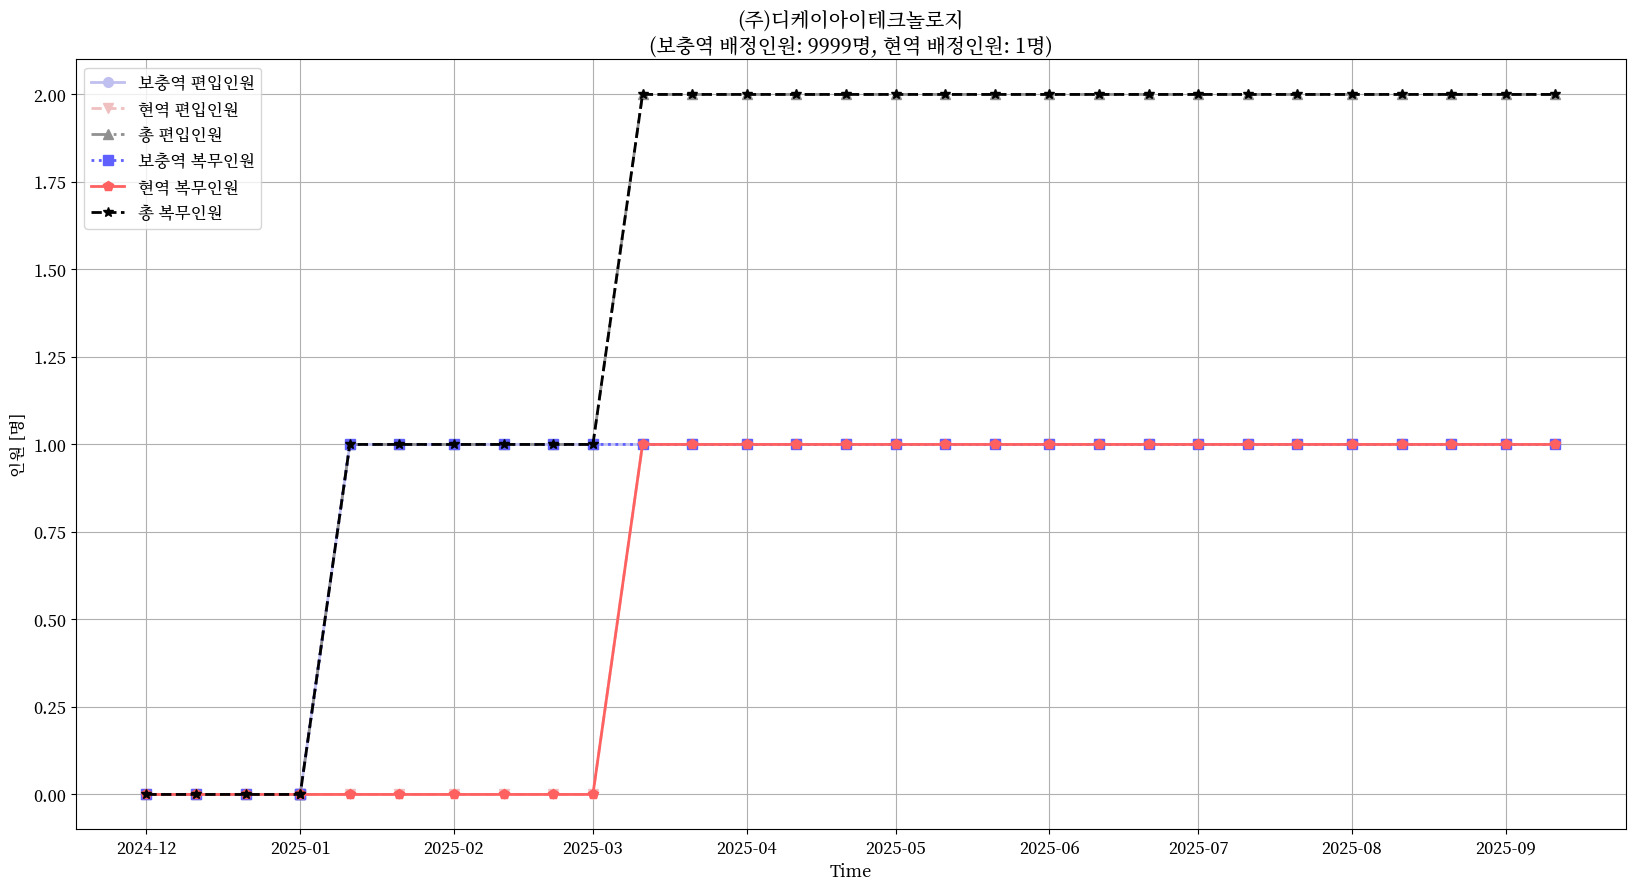 (주)디케이아이테크놀로지
(보충역 배정인원: 9999명, 현역 배정인원: 1명)
보충역 편입인원
현역 편입인원
총 편입인원
보충역 복무인원
현역 복무인원
총 복무인원
인원 [명]
2.00
1.75
1.50
1.25
1.00
0.75
0.50
0.25
0.00
2024-12 2025-01 2025-02 2025-03 2025-04 2025-05 2025-06 2025-07 2025-08 2025-09
Time